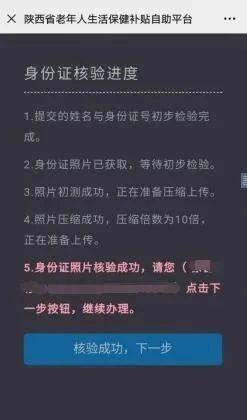 陕西省老年人生活保健补贴自助平台
身份证核验进度
1.提交的姓名与身份证号初步检验完
成。
2.身份证照片已获取，等待初步检验。
3.照片初测成功，正在准备压缩上传。
4.照片压缩成功，压缩倍数为10倍，
正在准备上传。
5.身份证照片核验成功，请您（
点击下
一步按钮，继续办理。
核验成功，下一步